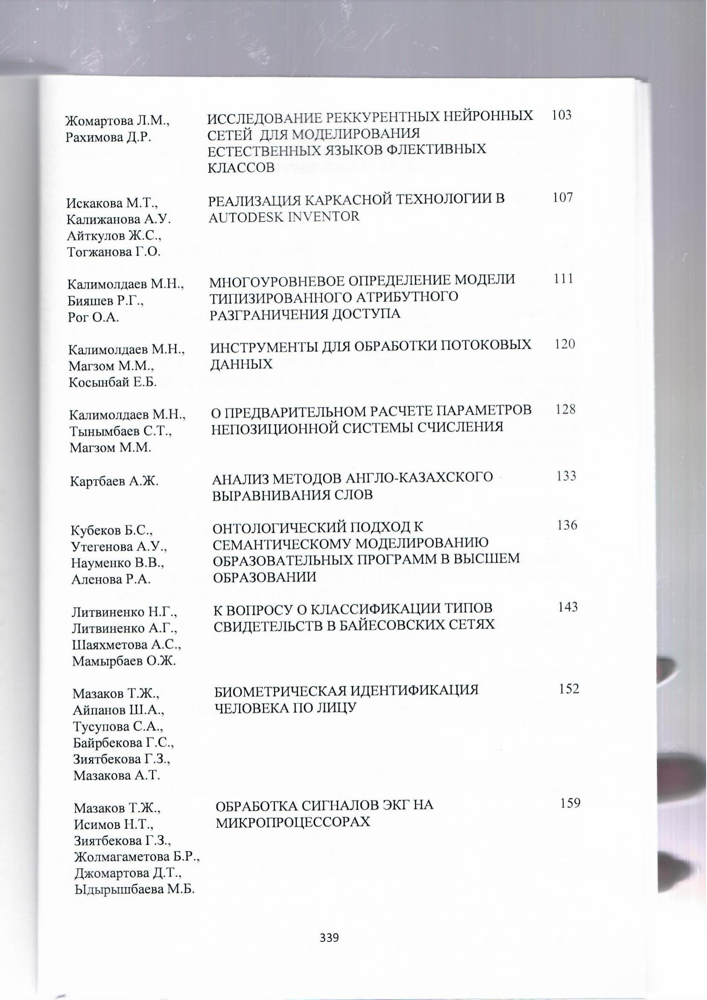 Жомартова Л.М., ИССЛЕДОВАНИЕ РЕККУРЕНТНЫХ НЕЙРОННЫХ 103
Рахимова Д.Р. СЕТЕЙ ДЛЯ МОДЕЛИРОВАНИЯ
ЕСТЕСТВЕННЫХ ЯЗЫКОВ ФЛЕКТИВНЫХ
КЛАССОВ
Искакова М.Т., РЕАЛИЗАЦИЯ КАРКАСНОЙ ТЕХНОЛОГИИ В 107
Калижанова А.У. AUTODESK INVENTOR
Айткулов Ж.С.,
Тогжанова Г.О.
Калимолдаев М.Н., МНОГОУРОВНЕВОЕ ОПРЕДЕЛЕНИЕ МОДЕЛИ 111
Бияшев Р.Г., ТИПИЗИРОВАННОГО АТРИБУТНОГО
Рог О.А. РАЗГРАНИЧЕНИЯ ДОСТУПА
Калимолдаев М.Н., ИНСТРУМЕНТЫ ДЛЯ ОБРАБОТКИ ПОТОКОВЫХ 120
Магзом М.М., ДАННЫХ
Косынбай Е.Б.
Калимолдаев М.Н., О ПРЕДВАРИТЕЛЬНОМ РАСЧЕТЕ ПАРАМЕТРОВ 128
Тынымбаев С.Т., НЕПОЗИЦИОННОЙ СИСТЕМЫ СЧИСЛЕНИЯ
Магзом М.М.
Картбаев А.Ж. АНАЛИЗ МЕТОДОВ АНГЛО-КАЗАХСКОГО 133
ВЫРАВНИВАНИЯ СЛОВ
Кубеков Б.С., ОНТОЛОГИЧЕСКИЙ ПОДХОД К 136
Утегенова А.У., СЕМАНТИЧЕСКОМУ МОДЕЛИРОВАНИЮ
Науменко В.В., ОБРАЗОВАТЕЛЬНЫХ ПРОГРАММ В ВЫСШЕМ
Аленова Р.А. ОБРАЗОВАНИИ
Литвиненко Н.Г., К ВОПРОСУ О КЛАССИФИКАЦИИ ТИПОВ 143
Литвиненко А.Г., СВИДЕТЕЛЬСТВ В БАЙЕСОВСКИХ СЕТЯХ
Шаяхметова А.С.,
Мамырбаев О.Ж.
Мазаков Т.Ж., БИОМЕТРИЧЕСКАЯ ИДЕНТИФИКАЦИЯ 152
Айпанов Ш.А., ЧЕЛОВЕКА ПО ЛИЦУ
Тусупова С.А.,
Байрбекова Г.С.,
Зиятбекова Г.З.,
Мазакова А.Т.
Мазаков Т.Ж., ОБРАБОТКА СИГНАЛОВ ЭКГ НА 159
Исимов Н.Т., МИКРОПРОЦЕССОРАХ
Зиятбекова Г.З.,
Жолмагаметова Б.Р.,
Джомартова Д.Т.,
Ыдырышбаева М.Б.
339